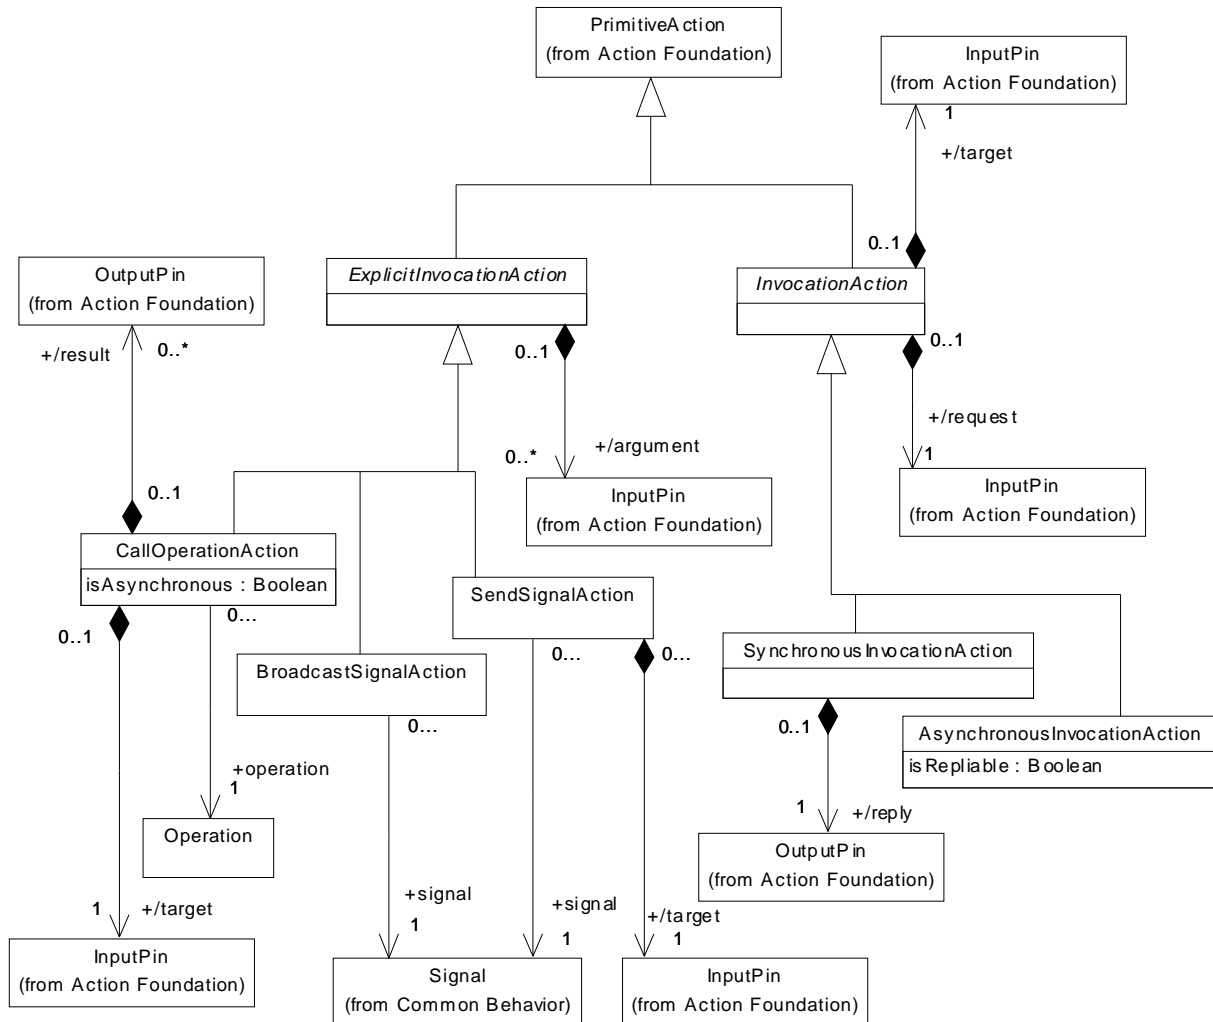 PrimitiveAction
(from Action Foundation)
InputPin
(from Action Foundation)
1
+/target
0..1
OutputPin
(from Action Foundation)
+/result
0..*
ExplicitInvocationAction
0..1
InvocationAction
0..1
+/argument
0..*
InputPin
(from Action Foundation)
+/request
1
InputPin
(from Action Foundation)
0..1
CallOperationAction
isAsynchronous : Boolean
0..1
0...
SendSignalAction
0...
0...
BroadcastSignalAction
0...
SynchronousInvocationAction
0..1
AsynchronousInvocationAction
isRepliable : Boolean
+operation
1
Operation
1
+/reply
OutputPin
(from Action Foundation)
1
+/target
InputPin
(from Action Foundation)
+signal
1
+signal
1
+/target
1
Signal
(from Common Behavior)
InputPin
(from Action Foundation)